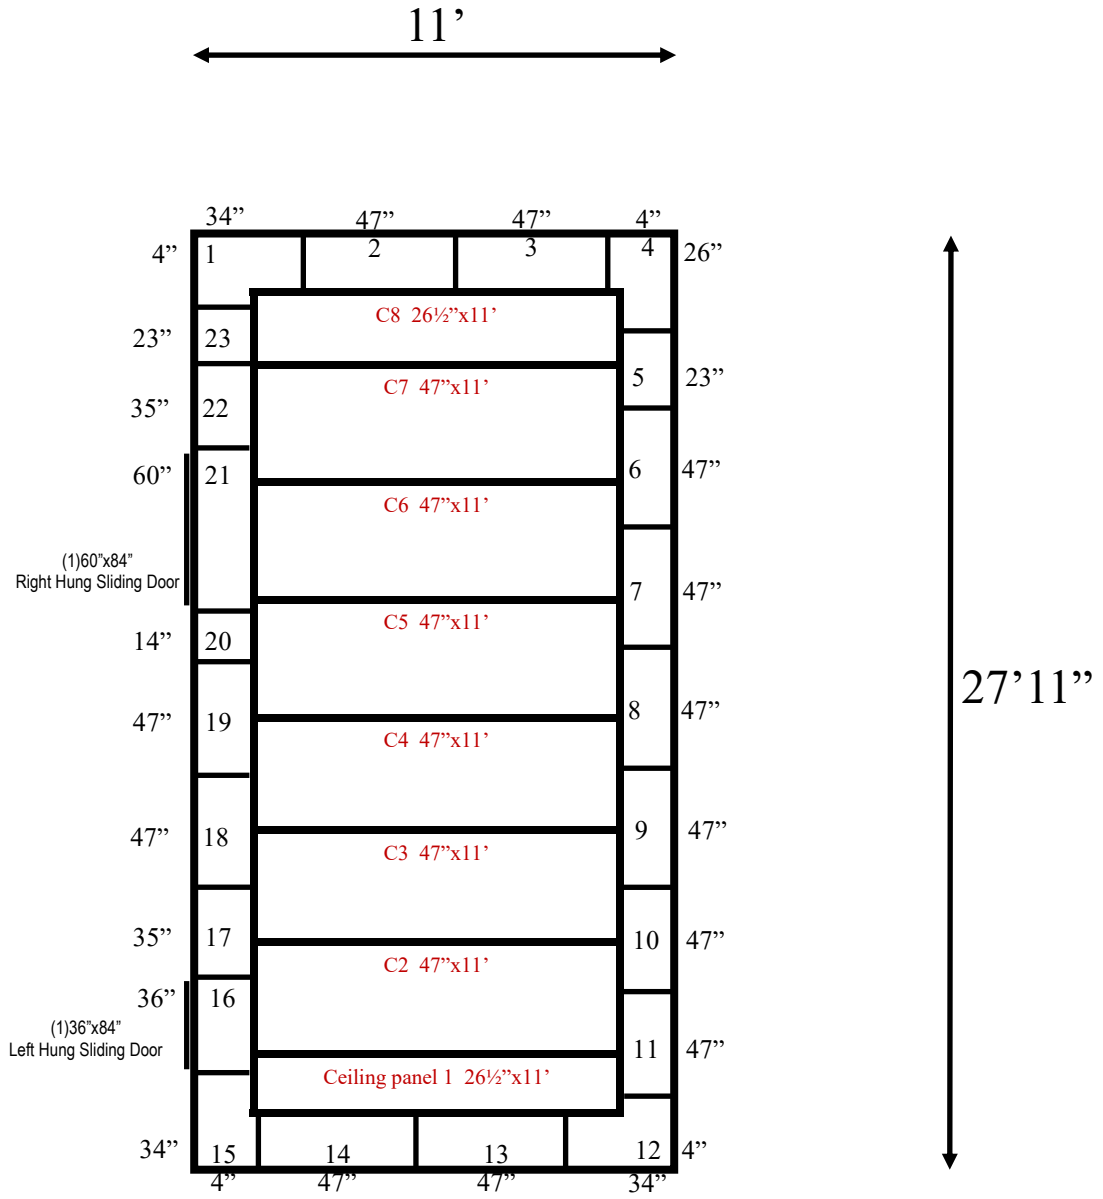 11’
34” 47” 47” 4”
4” 1 2 3 4 26”
C8 26½”x11’
23” 23
5 23”
C7 47”x11’
35” 22
60” 21
6 47”
C6 47”x11’
(1)60”x84”
Right Hung Sliding Door
7 47”
C5 47”x11’
14” 20
27’11”
8 47”
47” 19
C4 47”x11’
9 47”
47” 18
C3 47”x11’
35” 17
10 47”
C2 47”x11’
36” 16
(1)36”x84”
Left Hung Sliding Door
11 47”
Ceiling panel 1 26½”x11’
34” 15 14 13 12 4”
4” 47” 47” 34”